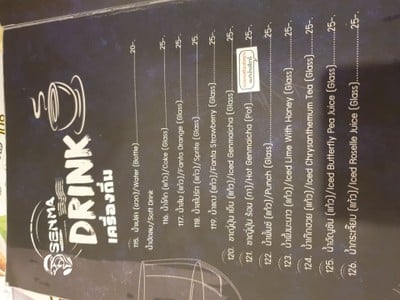 SENMA
DRINK
เครื่องดื่ม
115. น้ำเปล่า (ขวด)/Water (Bottle) 20-.
น้ำอัดลม/Soft Drink
116. น้ำโค้ก (แก้ว)/Coke (Glass) 25-.
117. น้ำส้ม (แก้ว)/Fanta Orange (Glass) 25-.
118. น้ำสไปร์ท (แก้ว)/Sprite (Glass) 25.
119. น้ำแดง (แก้ว)/Fanta Strawberry (Glass) 25-.
120. ชาญี่ปุ่น เย็น (แก้ว)/Iced Genmaicha (Glass) 25-.
121. ชาญี่ปุ่น ร้อน (กา)/Hot Genmaicha (Pot)
122. น้ำพั้นช์ (แก้ว)/Punch (Glass) 25-.
123. น้ำผึ้งมะนาว (แก้ว)/Iced Lime With Honey (Glass) 25-.
124. น้ำเก๊กฮวย (แก้ว)/Iced Chrysanthemum Tea (Glass) 25-.
125. น้ำอัญชัน (แก้ว)/Iced Butterfly Pea Juice (Glass) 25-.
126. น้ำกระเจี๊ยบ (แก้ว)/Iced Roselle Juice (Glass) 25-.